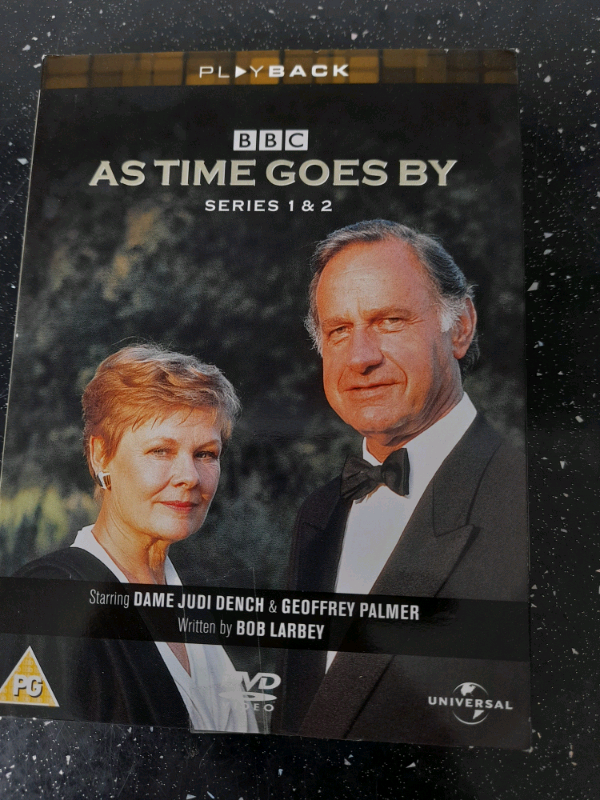 PLAYBACK
BBC
AS TIME GOES BY
SERIES 1 & 2
Starring DAME JUDI DENCH & GEOFFREY PALMER
Written by BOB LARBEY
PG
DVD
VIDEO
UNIVERSAL